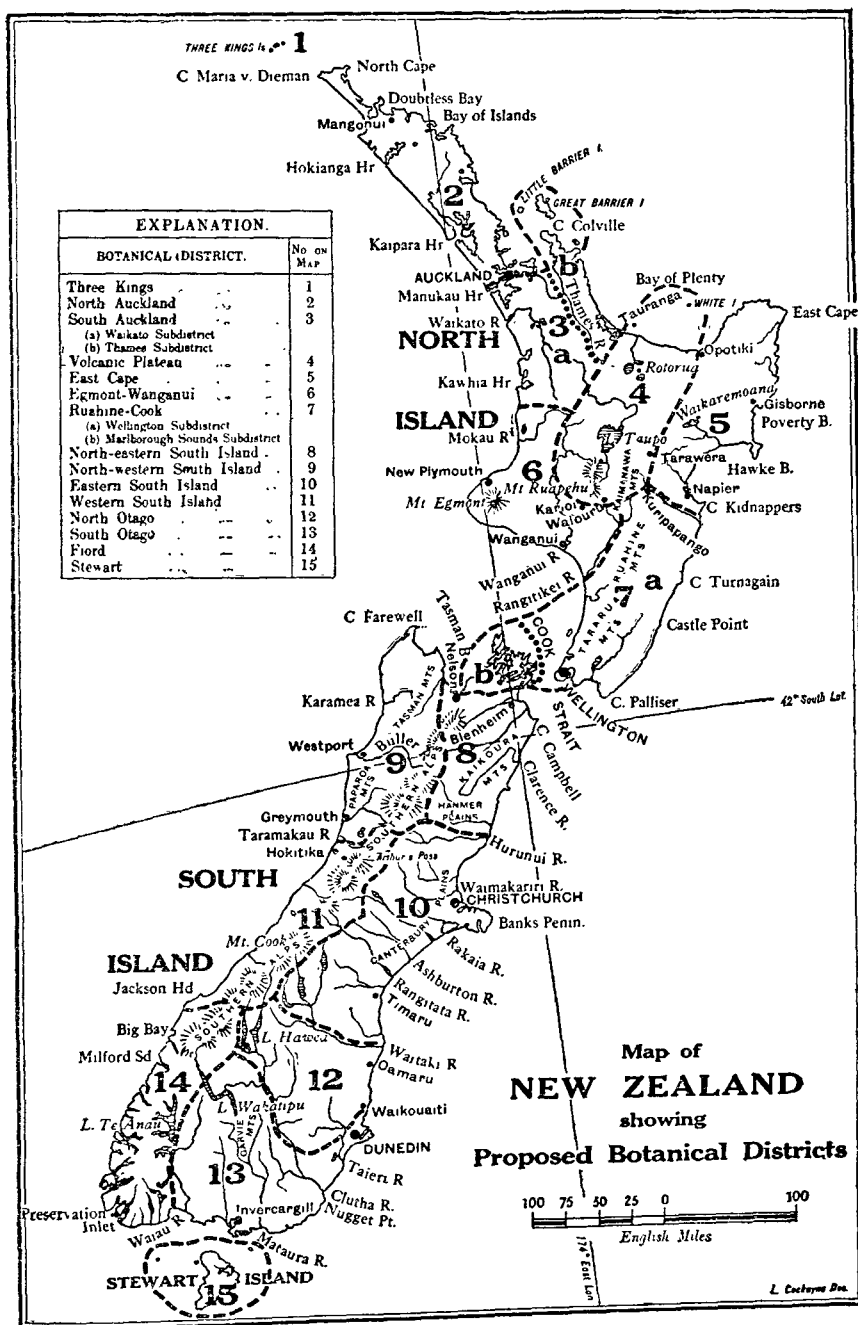 THREE KINGS Is 1
C Maria v. Dieman
North Cape
Doubtless Bay
Mangonui
Bay of Islands
Hokianga Hr
2
LITTLE BARRIER I.
GREAT BARRIER I
C Colville
Kaipara Hr
AUCKLAND
b
Manukau Hr
Thames R.
Bay of Plenty
Tauranga
WHITE I
East Cape
Waikato R
3
NORTH
a
Opotiki
Rotorua
Kawhia Hr
4
Waikaremoana
Gisborne
Poverty B.
ISLAND
5
Mokau R
L Taupo
Tarawera
Hawke B.
New Plymouth
6
Mt Ruapehu
KAIMANAWA MTS
Napier
Mt Egmont
Karioi
Waiouru
C Kidnappers
Kuripapango
Wanganui
RUAHINE MTS
Wanganui R
Rangitikei R
7
a
C Turnagain
TARARUA MTS
Castle Point
EXPLANATION.
BOTANICAL DISTRICT. No. ON MAP
Three Kings 1
North Auckland 2
South Auckland 3
(a) Waikato Subdistrict
(b) Thames Subdistrict
Volcanic Plateau 4
East Cape 5
Egmont-Wanganui 6
Ruahine-Cook 7
(a) Wellington Subdistrict
(b) Marlborough Sounds Subdistrict
North-eastern South Island . 8
North-western South Island . 9
Eastern South Island 10
Western South Island 11
North Otago 12
South Otago 13
Fiord 14
Stewart 15
C Farewell
Tasman B
Nelson
COOK
STRAIT
b
WELLINGTON
C. Palliser
42° South Lat.
Karamea R
TASMAN MTS
Blenheim
Westport
Buller
8
C Campbell
9
KAIKOURA MTS
Clarence R.
PAPAROA MTS
SOUTHERN ALPS
HANMER PLAINS
Greymouth
Taramakau R
Hokitika
Arthur's Pass
Hurunui R.
SOUTH
Waimakariri R.
CHRISTCHURCH
10
11
CANTERBURY PLAINS
Banks Penin.
Mt. Cook
Rakaia R.
ISLAND
Ashburton R.
Jackson Hd
SOUTHERN ALPS
Rangitata R.
Timaru
Big Bay
L. Hawea
Waitaki R
Milford Sd
Oamaru
14
12
L. Wakatipu
Waikouaiti
L. Te Anau
GARVIE MTS
DUNEDIN
13
Taieri R
Clutha R.
Preservation Inlet
Invercargill
Nugget Pt.
Waiau R
Mataura R.
STEWART ISLAND
15
Map of
NEW ZEALAND
showing
Proposed Botanical Districts
100 75 50 25 0 100
English Miles
174° East Lon
L. Cockayne Des.